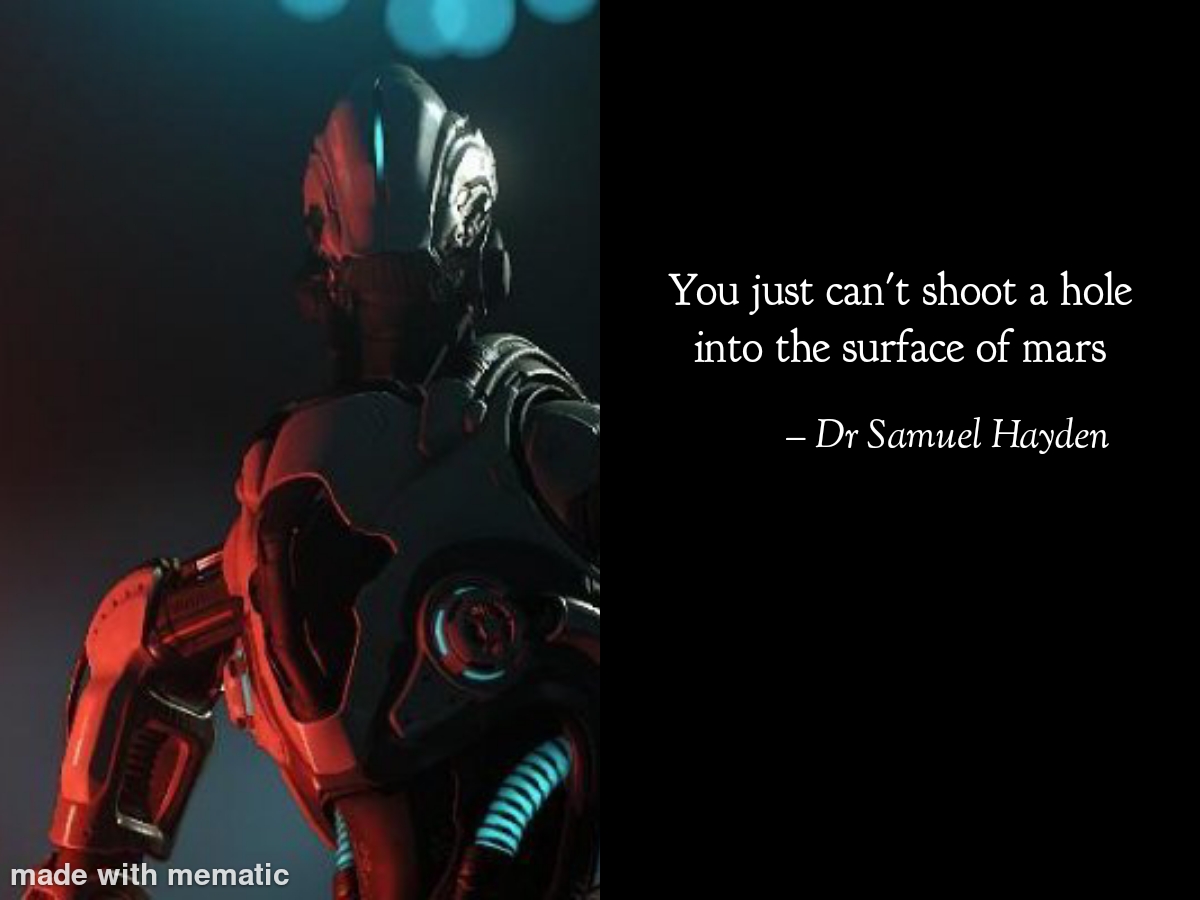 You just can't shoot a hole
into the surface of mars
– Dr Samuel Hayden
made with mematic